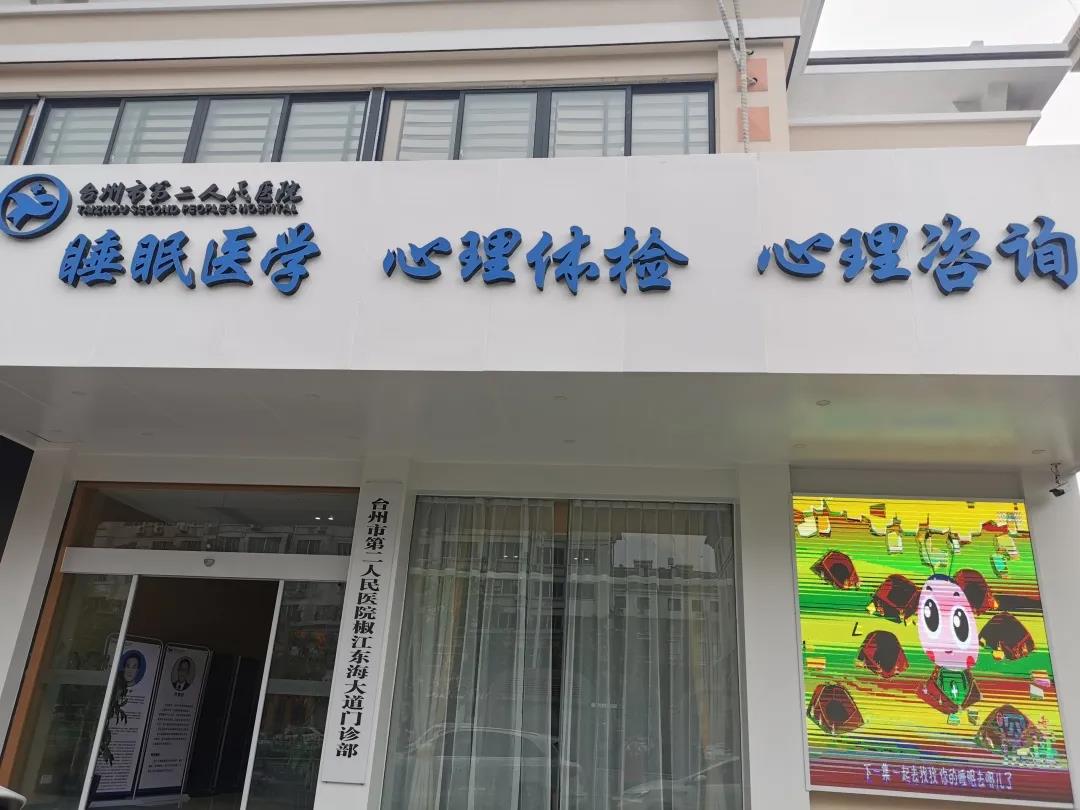 台州市第二人民医院
TAIZHOU SECOND PEOPLE'S HOSPITAL
睡眠医学 心理体检 心理咨询
台州市第二人民医院椒江东海大道门诊部
下一集一起去找找你的睡眠去哪儿了